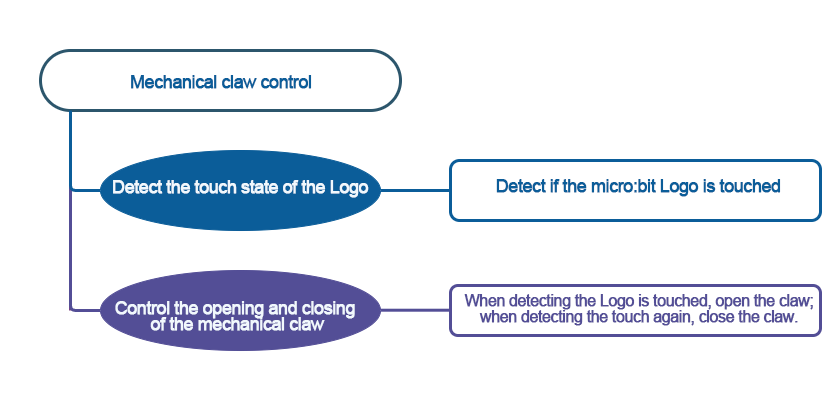 Mechanical claw control
Detect the touch state of the Logo
Detect if the micro:bit Logo is touched
Control the opening and closing
of the mechanical claw
When detecting the Logo is touched, open the claw;
when detecting the touch again, close the claw.